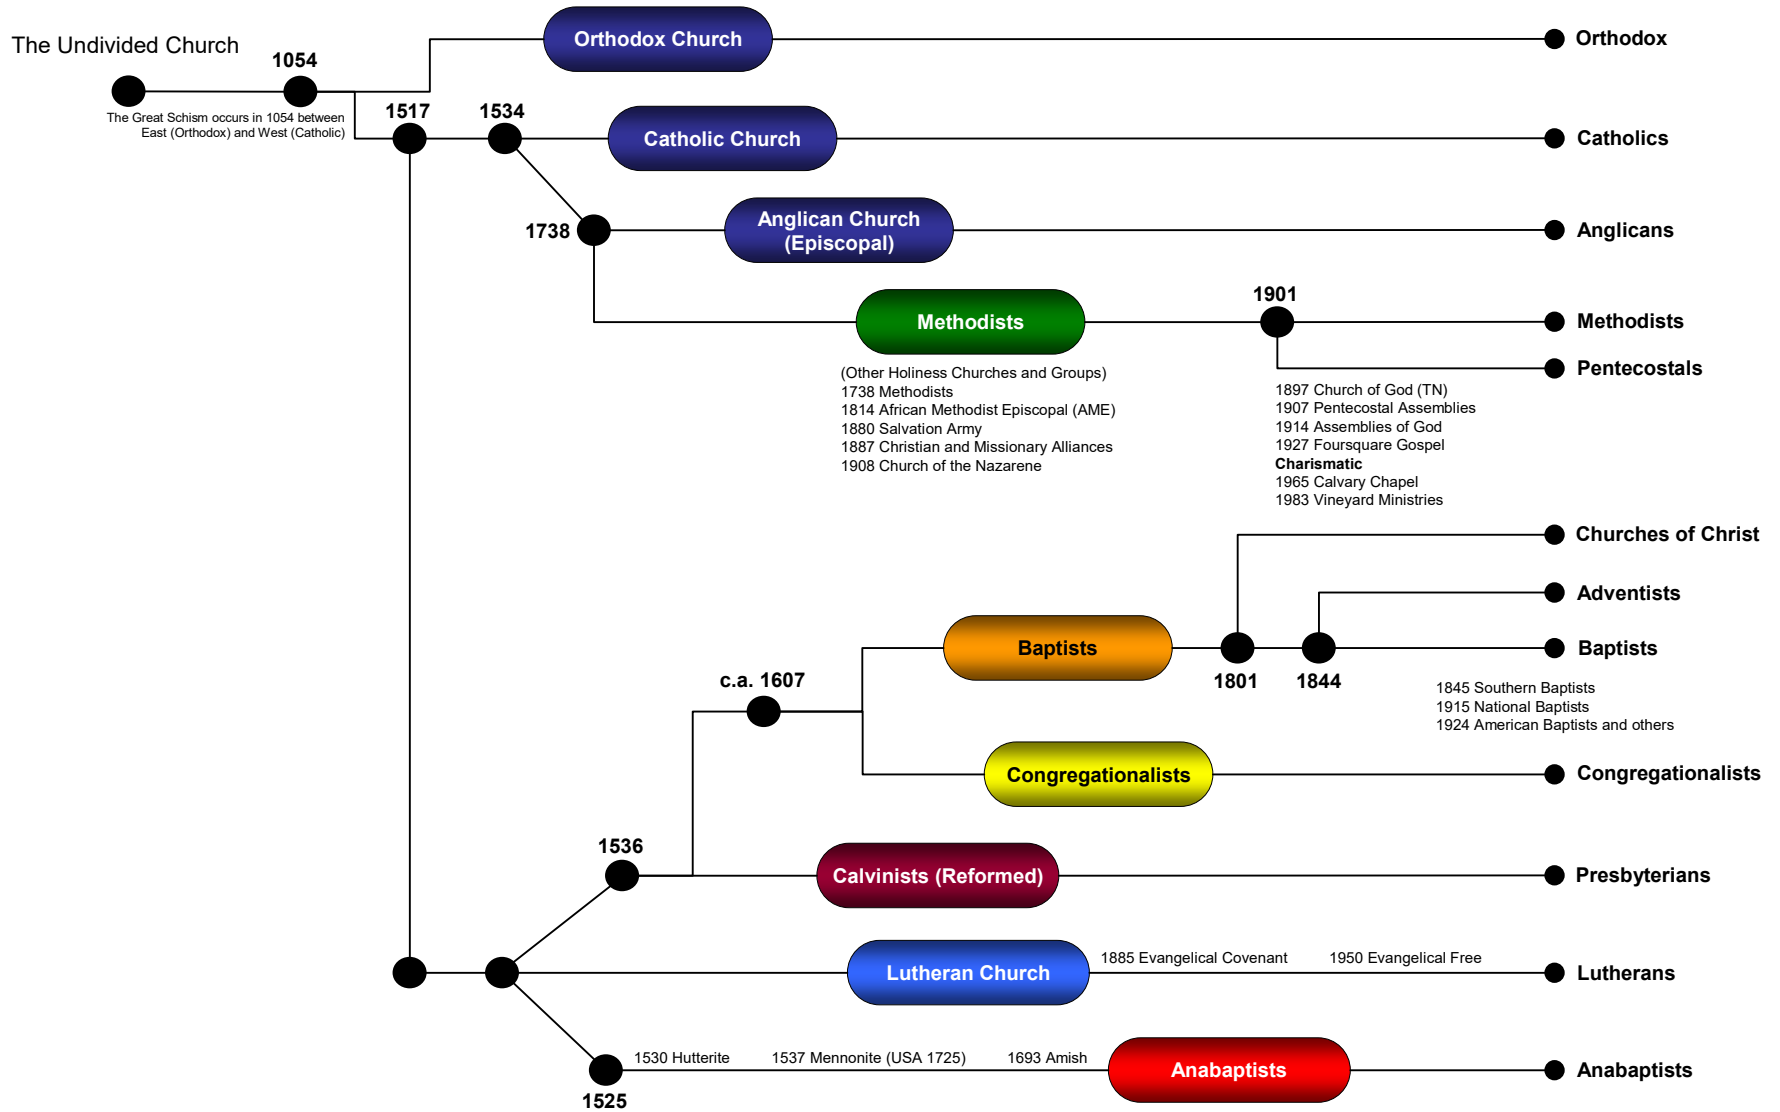 The Undivided Church
1054
The Great Schism occurs in 1054 between
East (Orthodox) and West (Catholic)
Orthodox Church
Orthodox
1517
1534
Catholic Church
Catholics
1738
Anglican Church
(Episcopal)
Anglicans
Methodists
1901
Methodists
Pentecostals
(Other Holiness Churches and Groups)
1738 Methodists
1814 African Methodist Episcopal (AME)
1880 Salvation Army
1887 Christian and Missionary Alliances
1908 Church of the Nazarene
1897 Church of God (TN)
1907 Pentecostal Assemblies
1914 Assemblies of God
1927 Foursquare Gospel
Charismatic
1965 Calvary Chapel
1983 Vineyard Ministries
Churches of Christ
Adventists
Baptists
1801
1844
Baptists
1845 Southern Baptists
1915 National Baptists
1924 American Baptists and others
c.a. 1607
Congregationalists
Congregationalists
1536
Calvinists (Reformed)
Presbyterians
Lutheran Church
1885 Evangelical Covenant
1950 Evangelical Free
Lutherans
1525
1530 Hutterite
1537 Mennonite (USA 1725)
1693 Amish
Anabaptists
Anabaptists